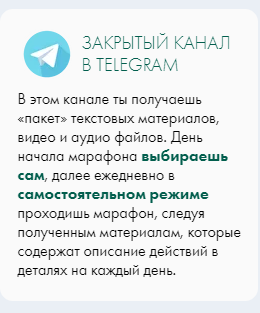 ЗАКРЫТЫЙ КАНАЛ
В TELEGRAM
В этом канале ты получаешь
«пакет» текстовых материалов,
видео и аудио файлов. День
начала марафона выбираешь
сам, далее ежедневно в
самостоятельном режиме
проходишь марафон, следуя
полученным материалам, которые
содержат описание действий в
деталях на каждый день.